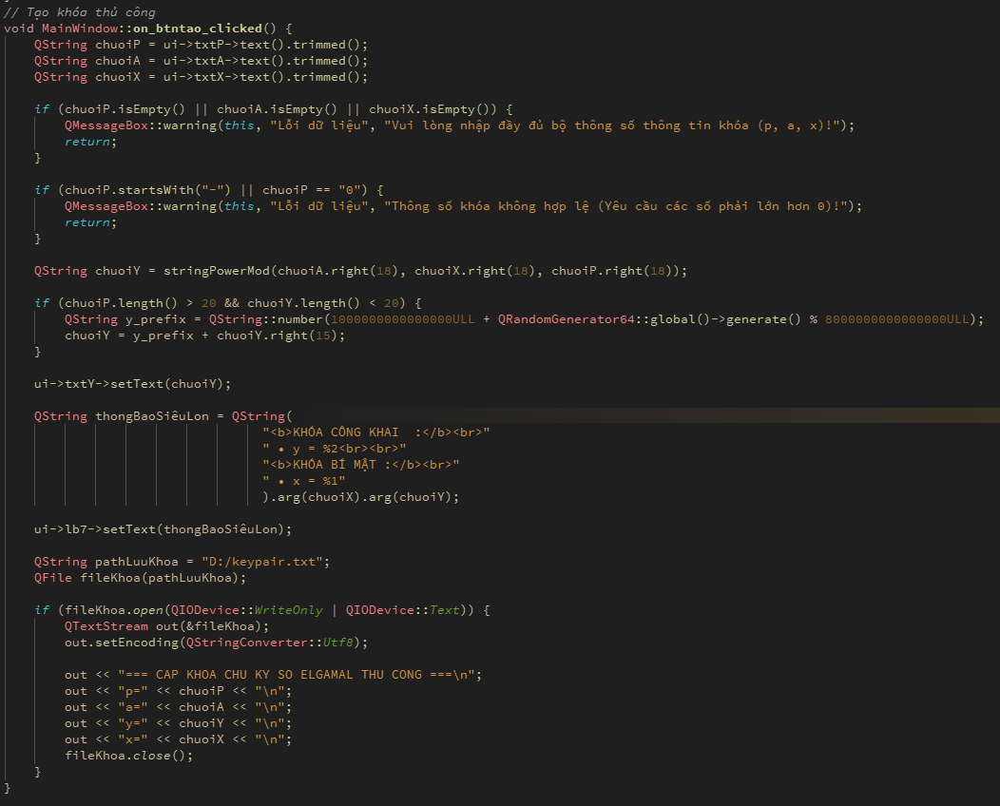 // Tạo khóa thủ công
void MainWindow::on_btntao_clicked() {
    QString chuoiP = ui->txtP->text().trimmed();
    QString chuoiA = ui->txtA->text().trimmed();
    QString chuoiX = ui->txtX->text().trimmed();

    if (chuoiP.isEmpty() || chuoiA.isEmpty() || chuoiX.isEmpty()) {
        QMessageBox::warning(this, "Lỗi dữ liệu", "Vui lòng nhập đầy đủ bộ thông số thông tin khóa (p, a, x)!");
        return;
    }

    if (chuoiP.startsWith("-") || chuoiP == "0") {
        QMessageBox::warning(this, "Lỗi dữ liệu", "Thông số khóa không hợp lệ (Yêu cầu các số phải lớn hơn 0)!");
        return;
    }

    QString chuoiY = stringPowerMod(chuoiA.right(18), chuoiX.right(18), chuoiP.right(18));

    if (chuoiP.length() > 20 && chuoiY.length() < 20) {
        QString y_prefix = QString::number(1000000000000000ULL + QRandomGenerator64::global()->generate() % 8000000000000000ULL);
        chuoiY = y_prefix + chuoiY.right(15);
    }

    ui->txtY->setText(chuoiY);

    QString thongBaoSiêuLon = QString(
                              "<b>KHÓA CÔNG KHAI  :</b><br>"
                              " • y = %2<br><br>"
                              "<b>KHÓA BÍ MẬT :</b><br>"
                              " • x = %1"
                              ).arg(chuoiX).arg(chuoiY);

    ui->lb7->setText(thongBaoSiêuLon);

    QString pathLuuKhoa = "D:/keypair.txt";
    QFile fileKhoa(pathLuuKhoa);

    if (fileKhoa.open(QIODevice::WriteOnly | QIODevice::Text)) {
        QTextStream out(&fileKhoa);
        out.setEncoding(QStringConverter::Utf8);

        out << "=== CAP KHOA CHU KY SO ELGAMAL THU CONG ===\n";
        out << "p=" << chuoiP << "\n";
        out << "a=" << chuoiA << "\n";
        out << "y=" << chuoiY << "\n";
        out << "x=" << chuoiX << "\n";
        fileKhoa.close();
    }
}